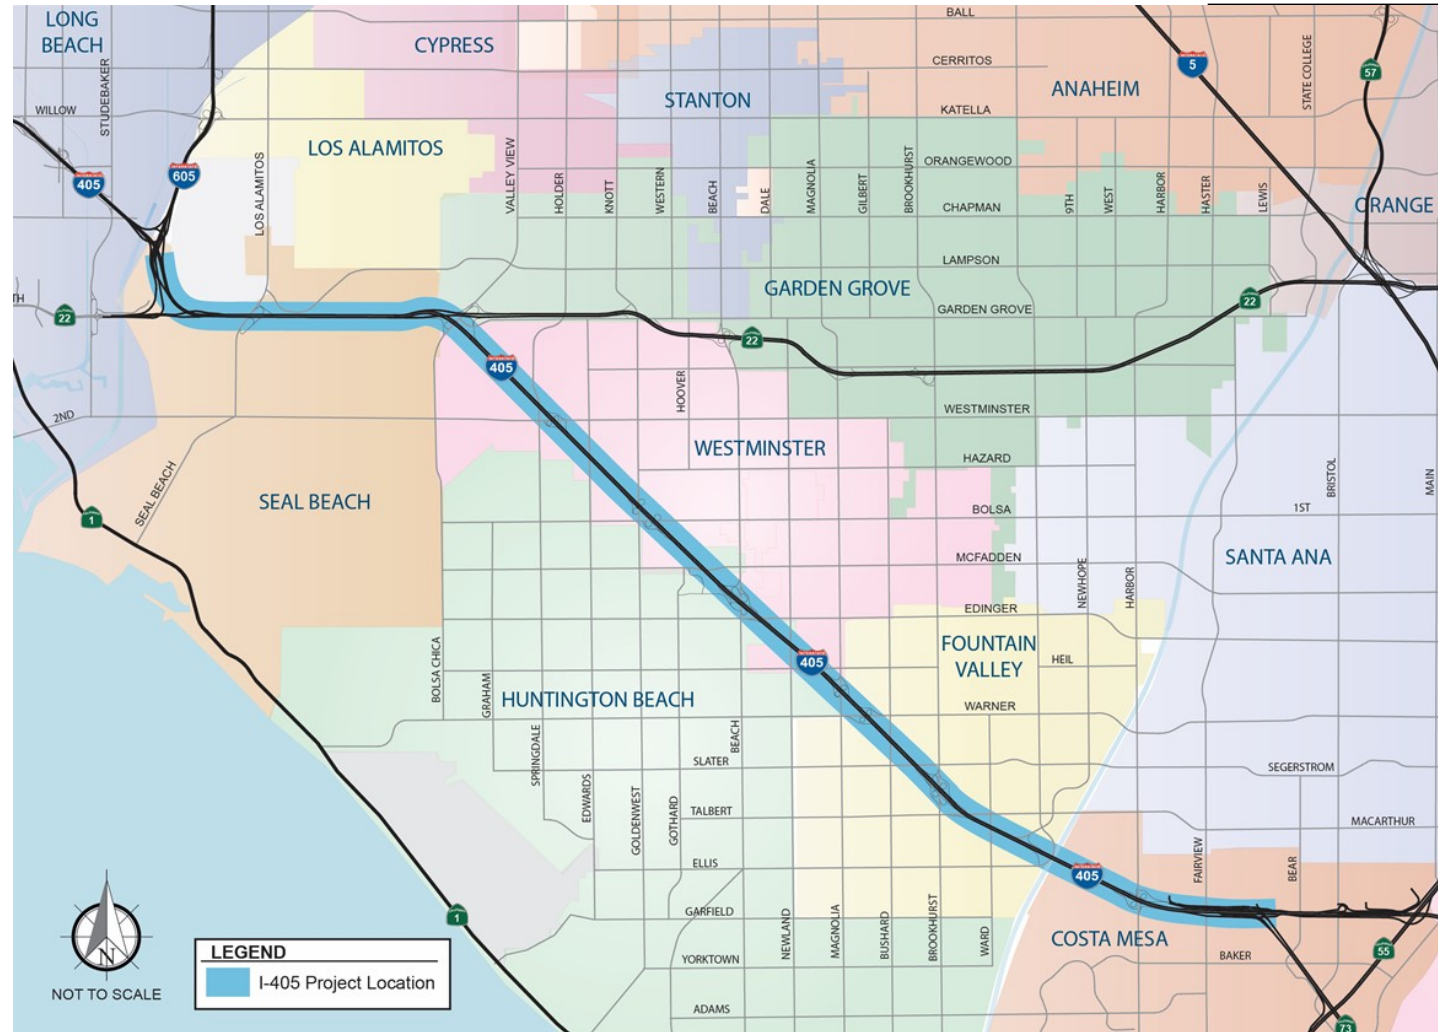 LONG
BEACH
CYPRESS
BALL
CERRITOS
STANTON
ANAHEIM
5
57
STATE COLLEGE
STUDEBAKER
WILLOW
KATELLA
LOS ALAMITOS
405
605
LOS ALAMITOS
VALLEY VIEW
HOLDER
KNOTT
WESTERN
BEACH
DALE
MAGNOLIA
GILBERT
BROOKHURST
ORANGEWOOD
CHAPMAN
9TH
WEST
HARBOR
HASTER
LEWIS
ORANGE
LAMPSON
GARDEN GROVE
GARDEN GROVE
TH
22
22
22
405
HOOVER
WESTMINSTER
2ND
WESTMINSTER
HAZARD
SEAL BEACH
SEAL BEACH
1
BOLSA
1ST
BRISTOL
MAIN
MCFADDEN
SANTA ANA
NEWHOPE
HARBOR
EDINGER
FOUNTAIN
VALLEY
HEIL
405
BOLSA CHICA
GRAHAM
HUNTINGTON BEACH
WARNER
SPRINGDALE
BEACH
SLATER
SEGERSTROM
EDWARDS
GOLDENWEST
GOTHARD
TALBERT
MACARTHUR
ELLIS
405
FAIRVIEW
BEAR
1
GARFIELD
NEWLAND
MAGNOLIA
BUSHARD
BROOKHURST
WARD
COSTA MESA
BAKER
55
YORKTOWN
ADAMS
73
N
NOT TO SCALE
LEGEND
I-405 Project Location